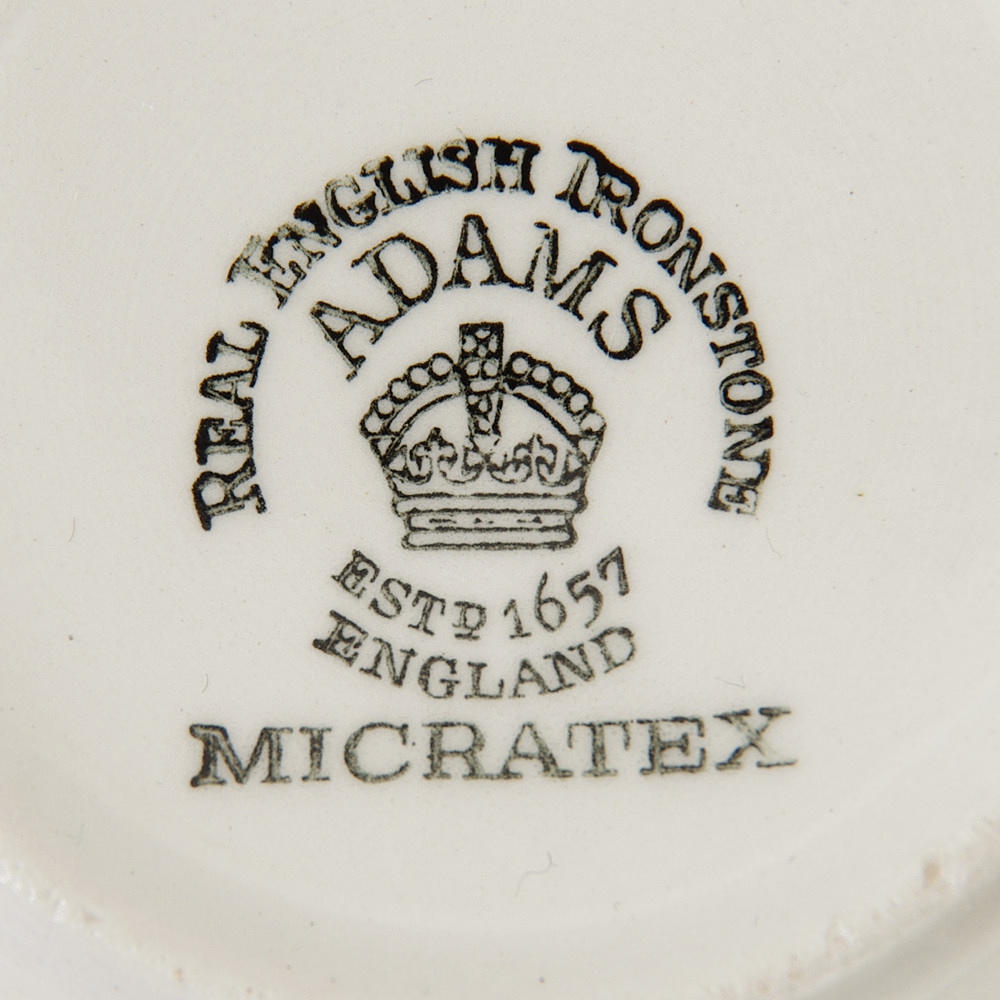 REAL ENGLISH IRONSTONE
ADAMS
ESTD 1657
ENGLAND
MICRATEX